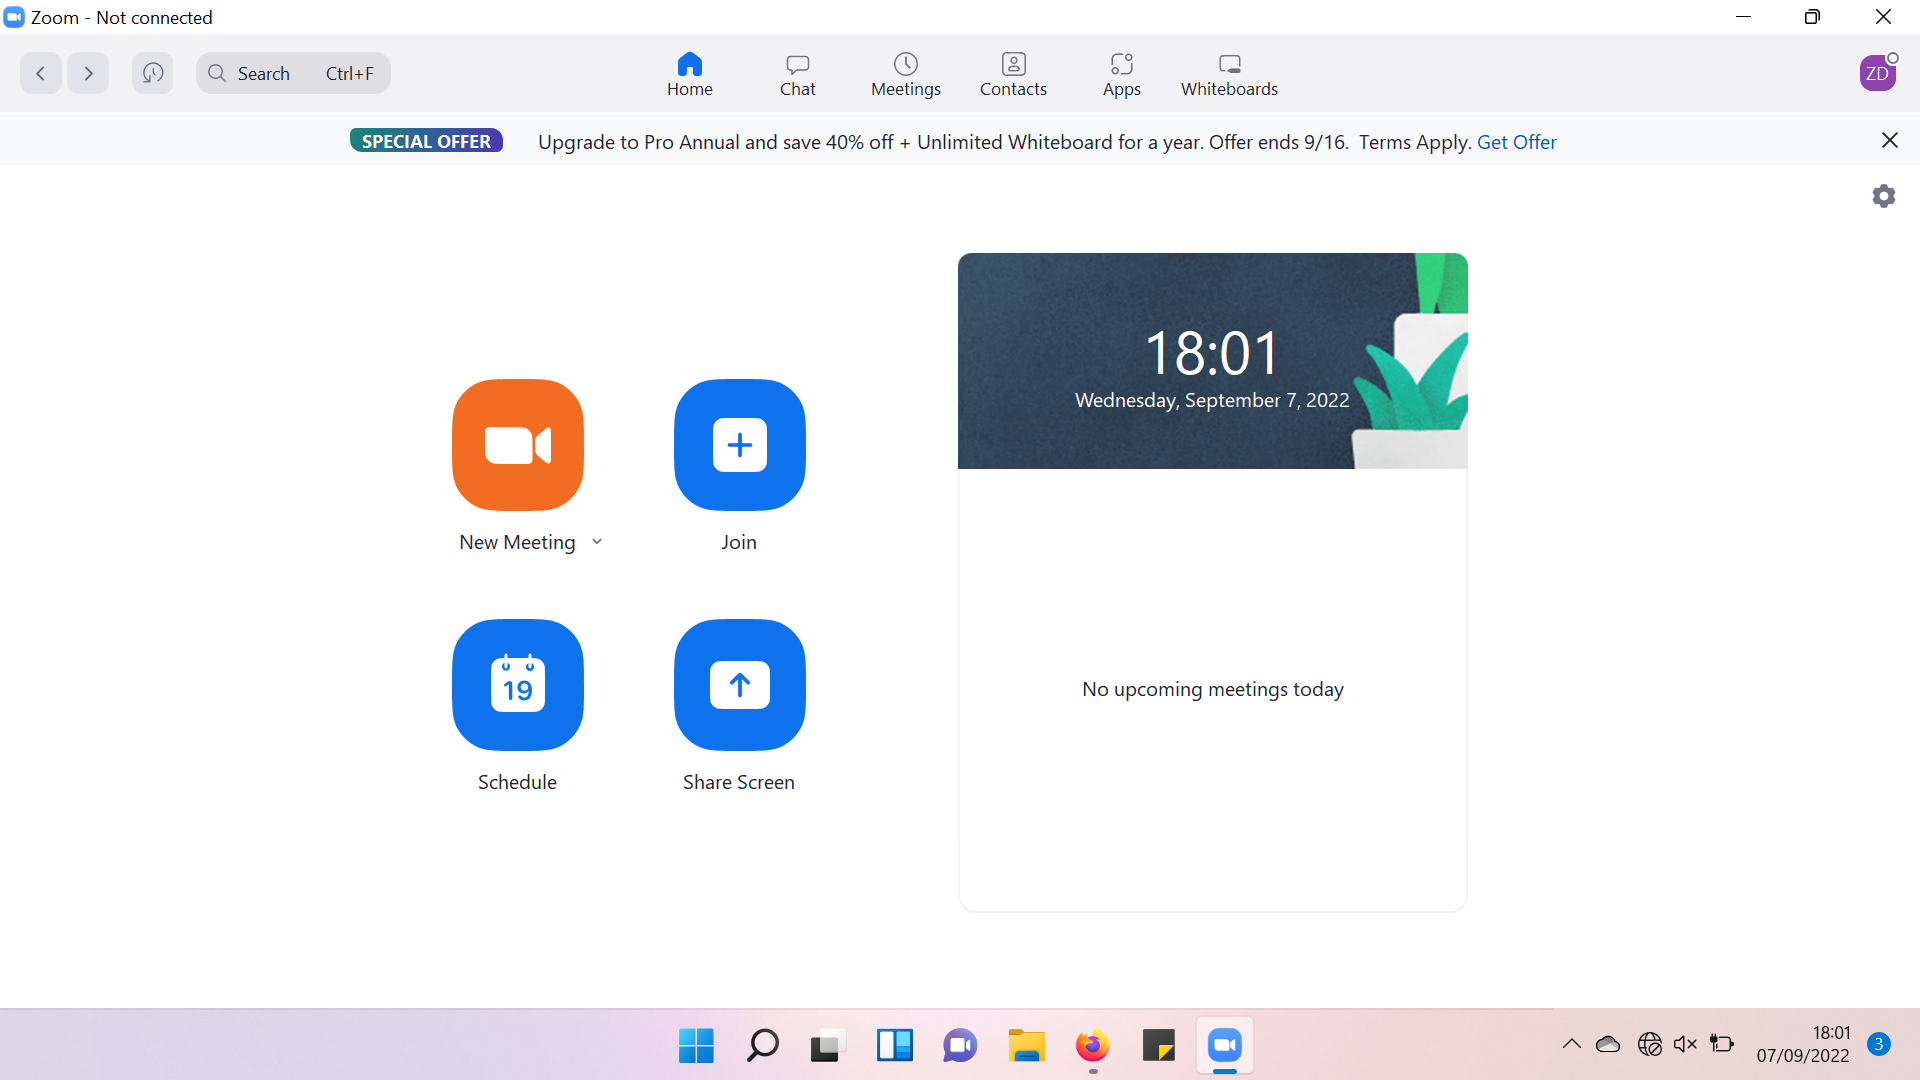 Zoom - Not connected
Search Ctrl+F
Home
Chat
Meetings
Contacts
Apps
Whiteboards
ZD
SPECIAL OFFER
Upgrade to Pro Annual and save 40% off + Unlimited Whiteboard for a year. Offer ends 9/16. Terms Apply. Get Offer
18:01
Wednesday, September 7, 2022
New Meeting
Join
19
Schedule
Share Screen
No upcoming meetings today
18:01
07/09/2022
3